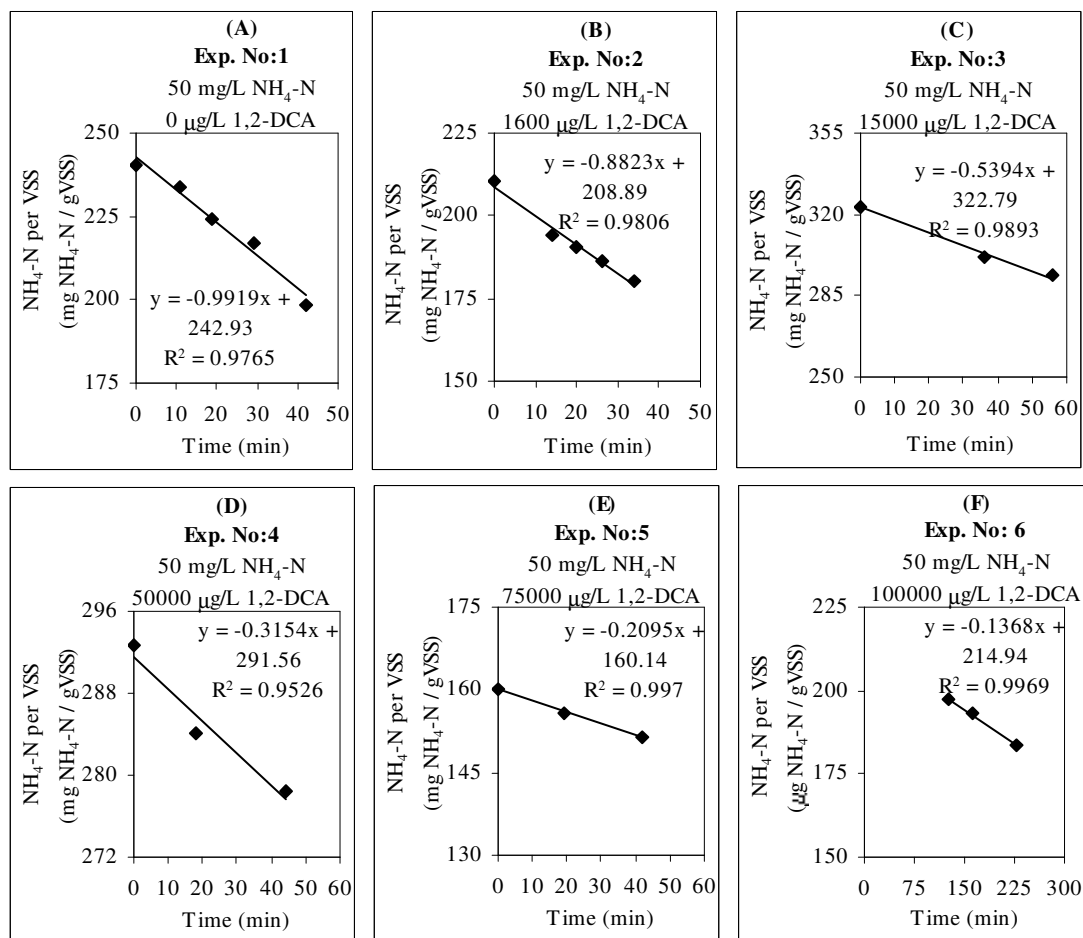 (A)
Exp. No:1
50 mg/L NH₄-N
0 µg/L 1,2-DCA
NH₄-N per VSS
(mg NH₄-N / gVSS)
250
225
200
175
y = -0.9919x +
242.93
R² = 0.9765
0 10 20 30 40 50
Time (min)
(B)
Exp. No:2
50 mg/L NH₄-N
1600 µg/L 1,2-DCA
NH₄-N per VSS
(mg NH₄-N / gVSS)
225
200
175
150
y = -0.8823x +
208.89
R² = 0.9806
0 10 20 30 40 50
Time (min)
(C)
Exp. No:3
50 mg/L NH₄-N
15000 µg/L 1,2-DCA
NH₄-N per VSS
(mg NH₄-N / gVSS)
355
320
285
250
y = -0.5394x +
322.79
R² = 0.9893
0 10 20 30 40 50 60
Time (min)
(D)
Exp. No:4
50 mg/L NH₄-N
50000 µg/L 1,2-DCA
NH₄-N per VSS
(mg NH₄-N / gVSS)
296
288
280
272
y = -0.3154x +
291.56
R² = 0.9526
0 10 20 30 40 50 60
Time (min)
(E)
Exp. No:5
50 mg/L NH₄-N
75000 µg/L 1,2-DCA
NH₄-N per VSS
(mg NH₄-N / gVSS)
175
160
145
130
y = -0.2095x +
160.14
R² = 0.997
0 10 20 30 40 50 60
Time (min)
(F)
Exp. No: 6
50 mg/L NH₄-N
100000 µg/L 1,2-DCA
NH₄-N per VSS
(µg NH₄-N / gVSS)
225
200
175
150
y = -0.1368x +
214.94
R² = 0.9969
0 75 150 225 300
Time (min)